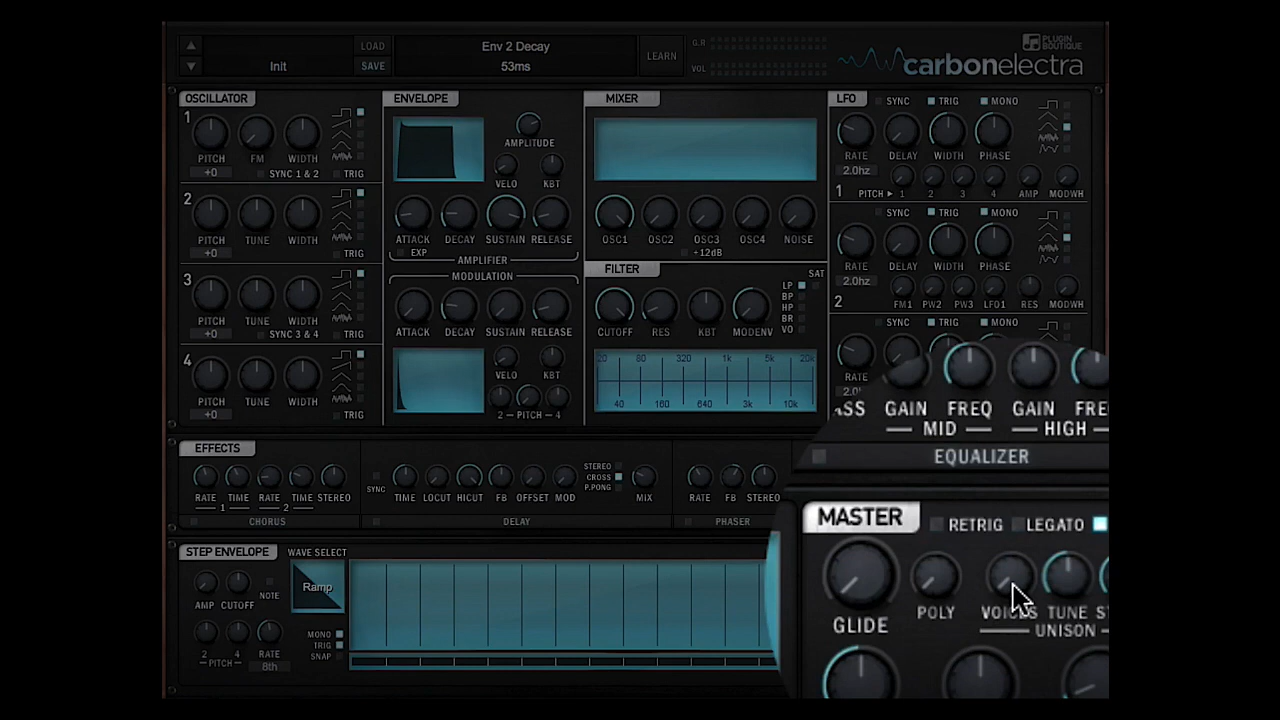 LOAD
Init
SAVE
Env 2 Decay
53ms
LEARN
G.R
VOL
PLUGIN BOUTIQUE
carbonelectra
OSCILLATOR
1
PITCH FM WIDTH
+0 SYNC 1 & 2 TRIG
2
PITCH TUNE WIDTH
+0 TRIG
3
PITCH TUNE WIDTH
+0 SYNC 3 & 4 TRIG
4
PITCH TUNE WIDTH
+0 TRIG
ENVELOPE
AMPLITUDE
VELO KBT
ATTACK DECAY SUSTAIN RELEASE
EXP
AMPLIFIER
MODULATION
ATTACK DECAY SUSTAIN RELEASE
VELO KBT
2 PITCH 4
MIXER
OSC1 OSC2 OSC3 OSC4 NOISE
+12dB
FILTER
SAT
LP
BP
HP
BR
VO
CUTOFF RES KBT MODENV
20 80 320 1k 5k 20k
40 160 640 3k 10k
LFO SYNC TRIG MONO
RATE DELAY WIDTH PHASE
2.0hz
1 PITCH 1 2 3 4 AMP MODWH
SYNC TRIG MONO
RATE DELAY WIDTH PHASE
2.0hz
2 FM1 PW2 PW3 LFO1 RES MODWH
SYNC TRIG MONO
RATE
2.0
ASS GAIN FREQ GAIN FRE
MID HIGH
EQUALIZER
EFFECTS
RATE TIME RATE TIME STEREO
1 2
CHORUS
SYNC
TIME LOCUT HICUT FB OFFSET MOD
STEREO
CROSS
P.PONG
MIX
DELAY
RATE FB STEREO
PHASER
STEP ENVELOPE
WAVE SELECT
Ramp
AMP CUTOFF NOTE
2 4 RATE
PITCH 8th
MONO
TRIG
SNAP
MASTER RETRIG LEGATO
GLIDE POLY VOICES TUNE ST
UNISON